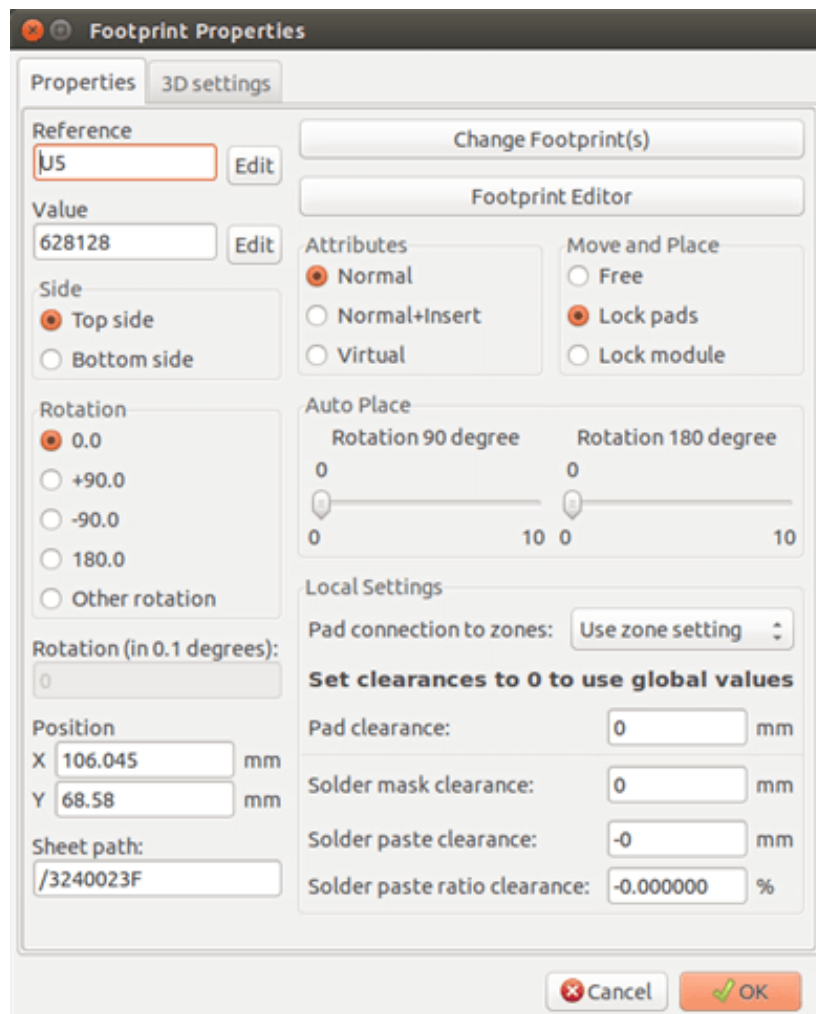 Footprint Properties
Properties
3D settings
Reference
U5
Edit
Value
628128
Edit
Side
Top side
Bottom side
Rotation
0.0
+90.0
-90.0
180.0
Other rotation
Rotation (in 0.1 degrees):
0
Position
X 106.045 mm
Y 68.58 mm
Sheet path:
/3240023F
Change Footprint(s)
Footprint Editor
Attributes
Normal
Normal+Insert
Virtual
Move and Place
Free
Lock pads
Lock module
Auto Place
Rotation 90 degree
0
0 10
Rotation 180 degree
0
0 10
Local Settings
Pad connection to zones: Use zone setting
Set clearances to 0 to use global values
Pad clearance: 0 mm
Solder mask clearance: 0 mm
Solder paste clearance: -0 mm
Solder paste ratio clearance: -0.000000 %
Cancel
OK